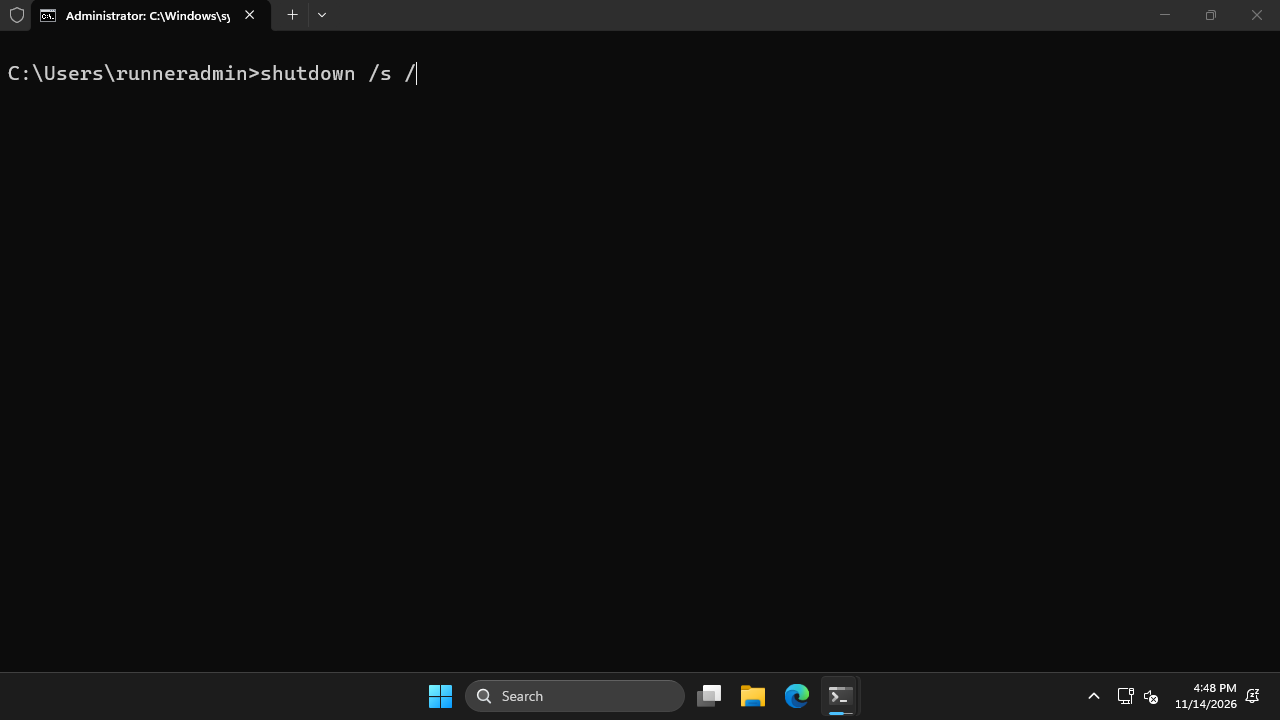 Administrator: C:\Windows\sy
C:\Users\runneradmin>shutdown /s /
Search
4:48 PM
11/14/2026